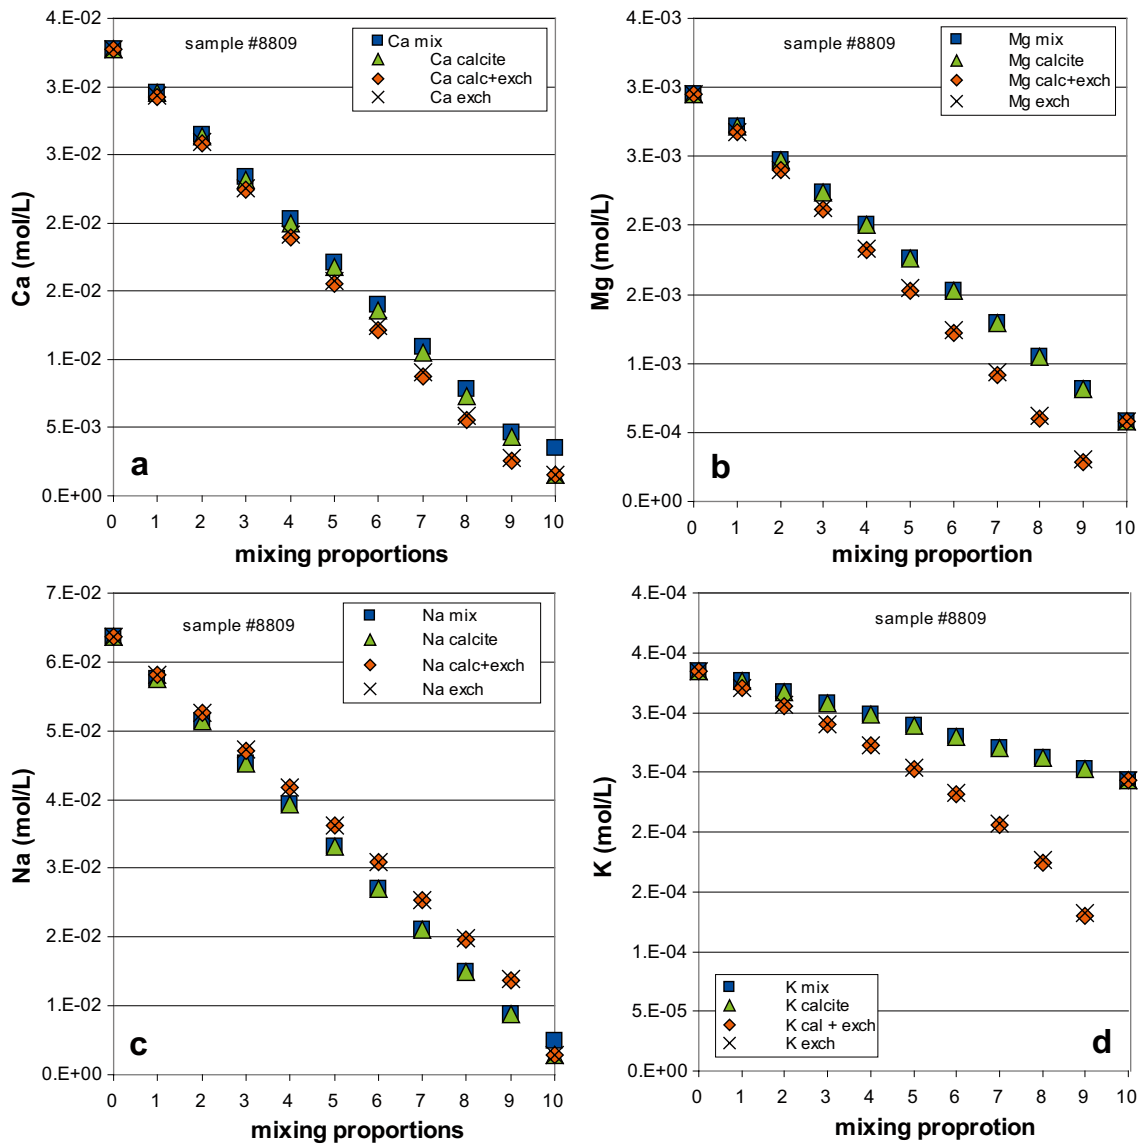 4.E-02
3.E-02
3.E-02
2.E-02
2.E-02
1.E-02
5.E-03
0.E+00
Ca (mol/L)
sample #8809
Ca mix
Ca calcite
Ca calc+exch
Ca exch
a
0 1 2 3 4 5 6 7 8 9 10
mixing proportions
4.E-03
3.E-03
3.E-03
2.E-03
2.E-03
1.E-03
5.E-04
0.E+00
Mg (mol/L)
sample #8809
Mg mix
Mg calcite
Mg calc+exch
Mg exch
b
0 1 2 3 4 5 6 7 8 9 10
mixing proportion
7.E-02
6.E-02
5.E-02
4.E-02
3.E-02
2.E-02
1.E-02
0.E+00
Na (mol/L)
sample #8809
Na mix
Na calcite
Na calc+exch
Na exch
c
0 1 2 3 4 5 6 7 8 9 10
mixing proportions
4.E-04
4.E-04
3.E-04
3.E-04
2.E-04
2.E-04
1.E-04
5.E-05
0.E+00
K (mol/L)
sample #8809
K mix
K calcite
K cal + exch
K exch
d
0 1 2 3 4 5 6 7 8 9 10
mixing proprotion